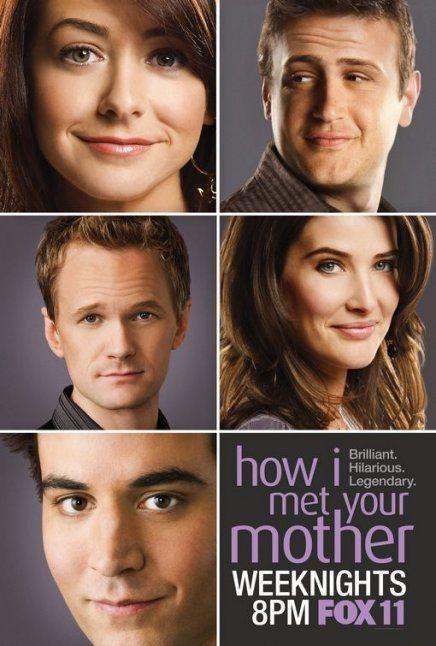 how i
Brilliant.
Hilarious.
Legendary.
met your
mother
WEEKNIGHTS
8PM FOX 11